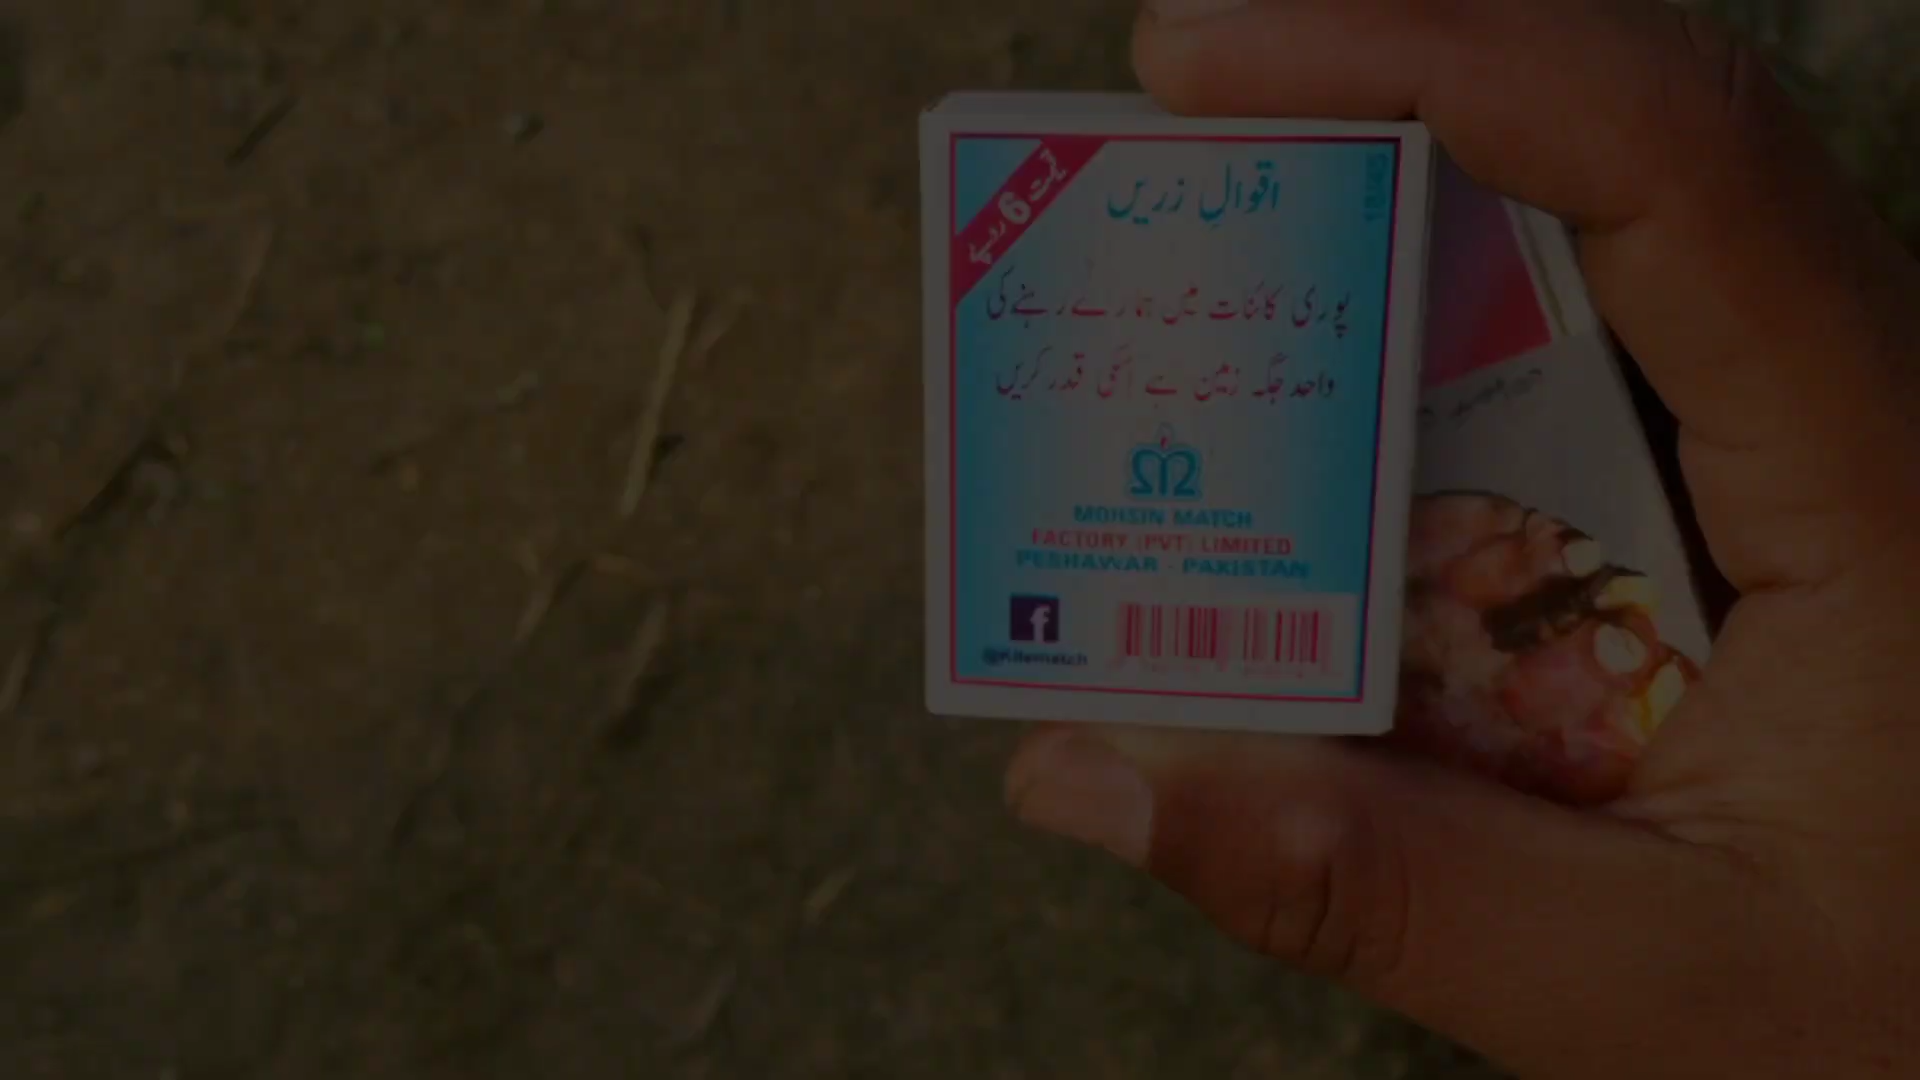 قیمت 6 روپے
اقوالِ زریں
پوری کائنات میں ہمارے رہنے کی
واحد جگہ زمین ہے اسکی قدر کریں
MOHSIN MATCH
FACTORY (PVT) LIMITED
PESHAWAR - PAKISTAN
f
@Kitematch